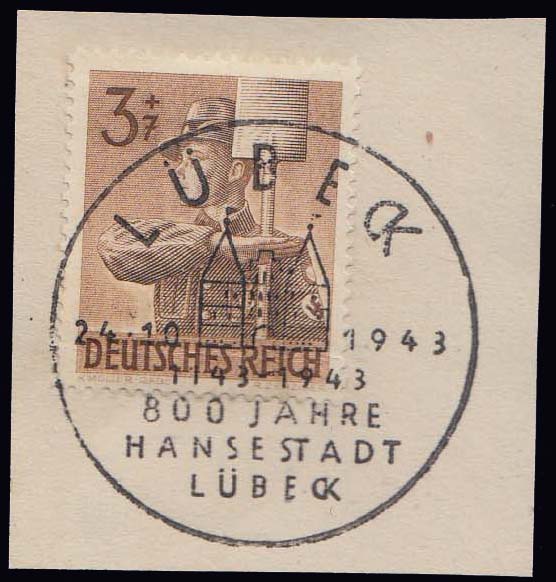 3+7
LÜBECK
24.10 1943
DEUTSCHES REICH
1143-1943
800 JAHRE
HANSESTADT
LÜBECK